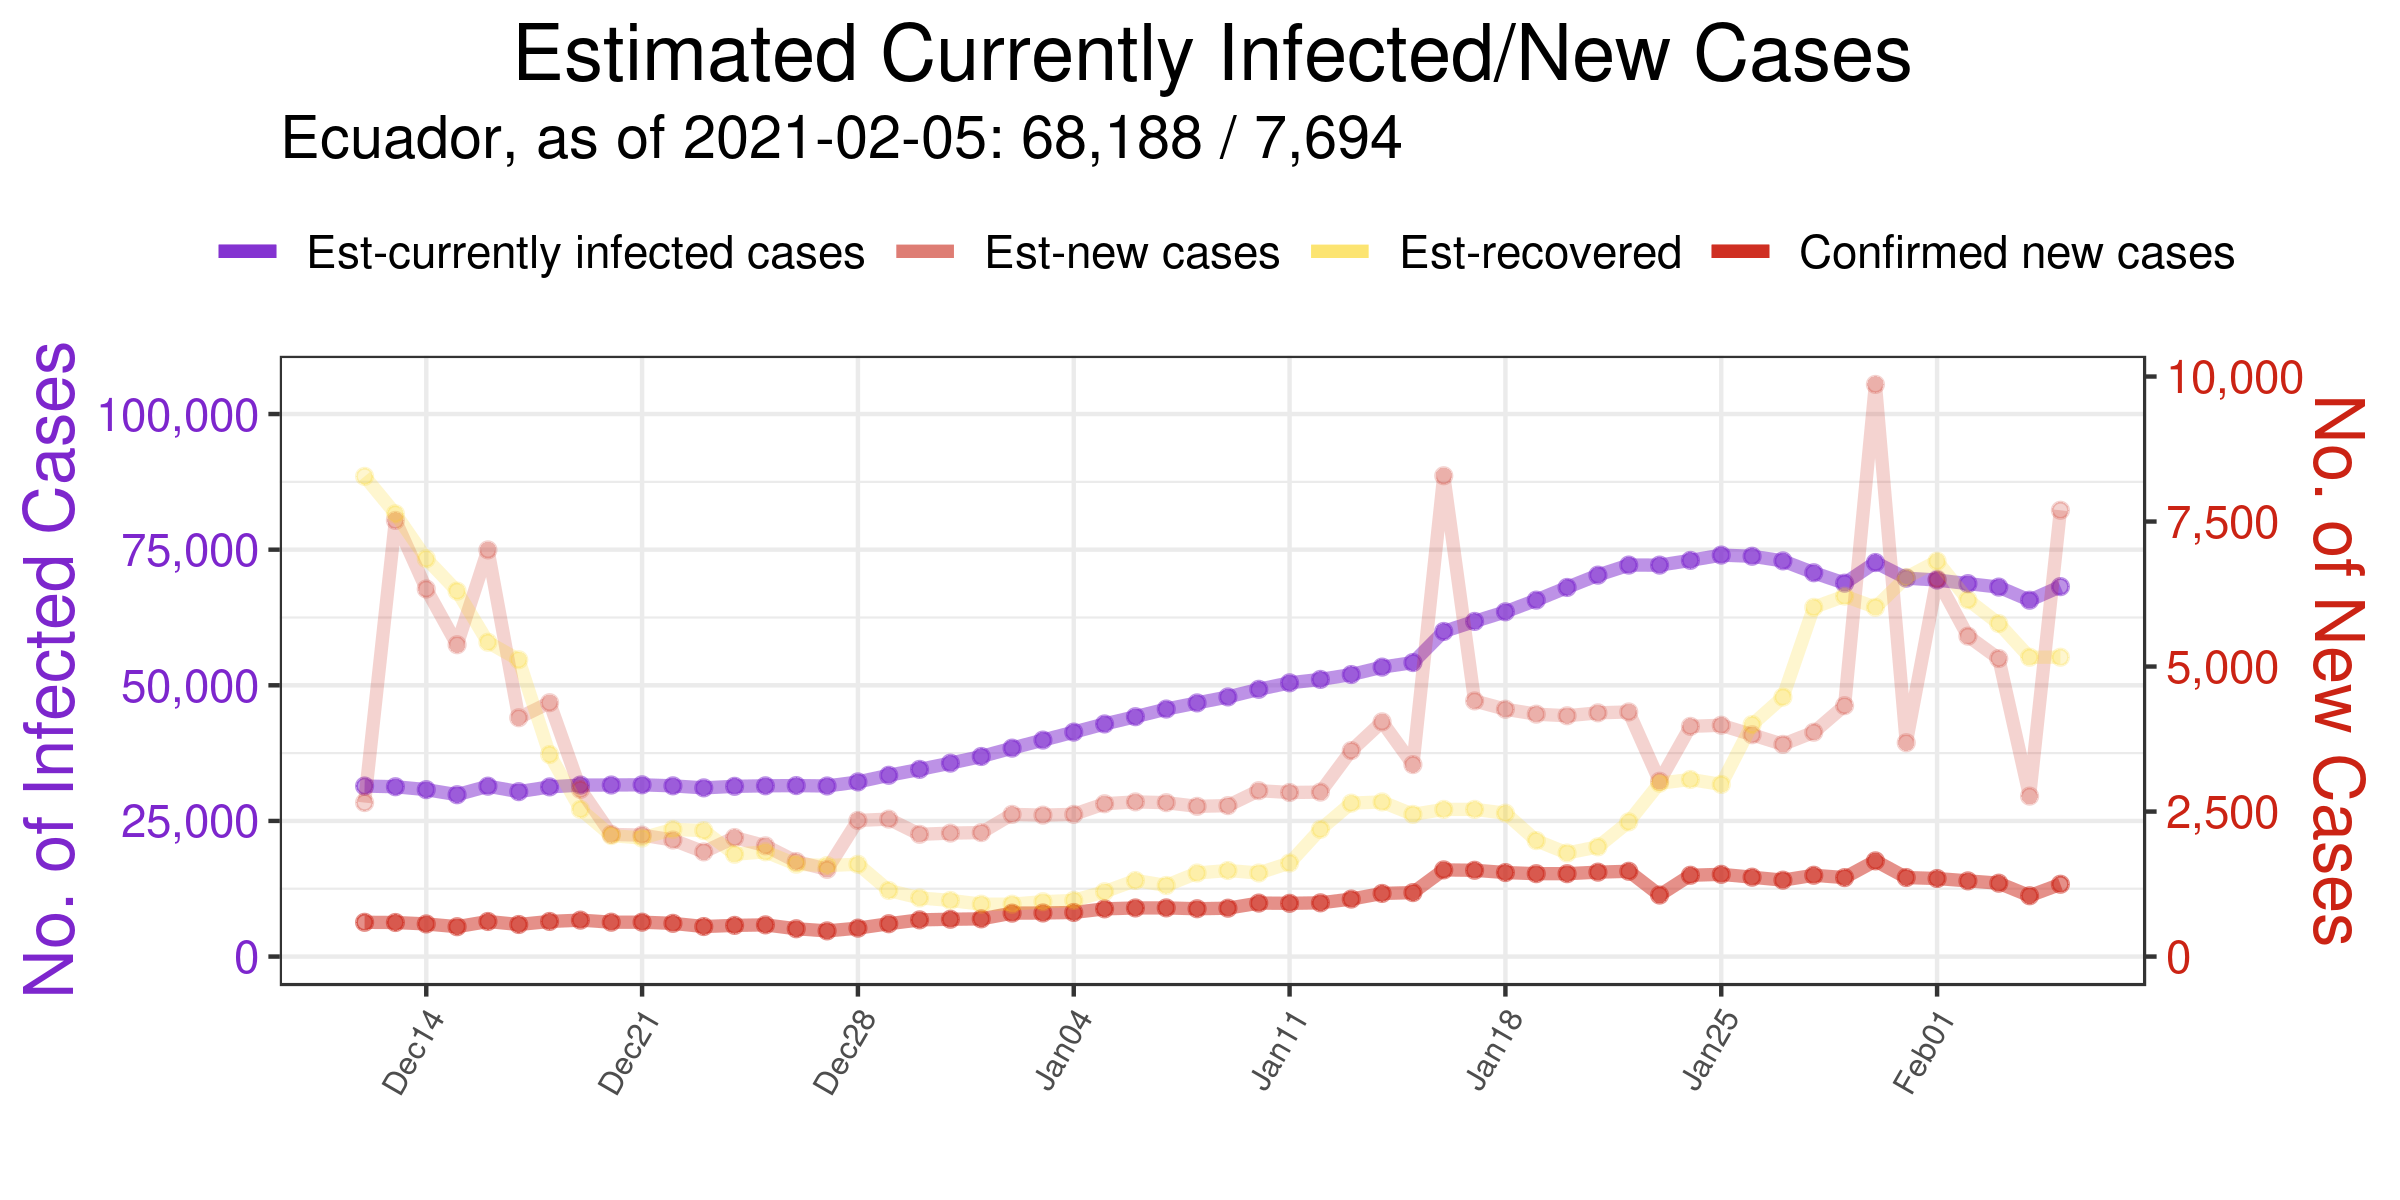 Estimated Currently Infected/New Cases
Ecuador, as of 2021-02-05: 68,188 / 7,694
Est-currently infected cases Est-new cases Est-recovered Confirmed new cases
No. of Infected Cases
100,000
75,000
50,000
25,000
0
10,000
7,500
5,000
2,500
0
No. of New Cases
Dec14 Dec21 Dec28 Jan04 Jan11 Jan18 Jan25 Feb01